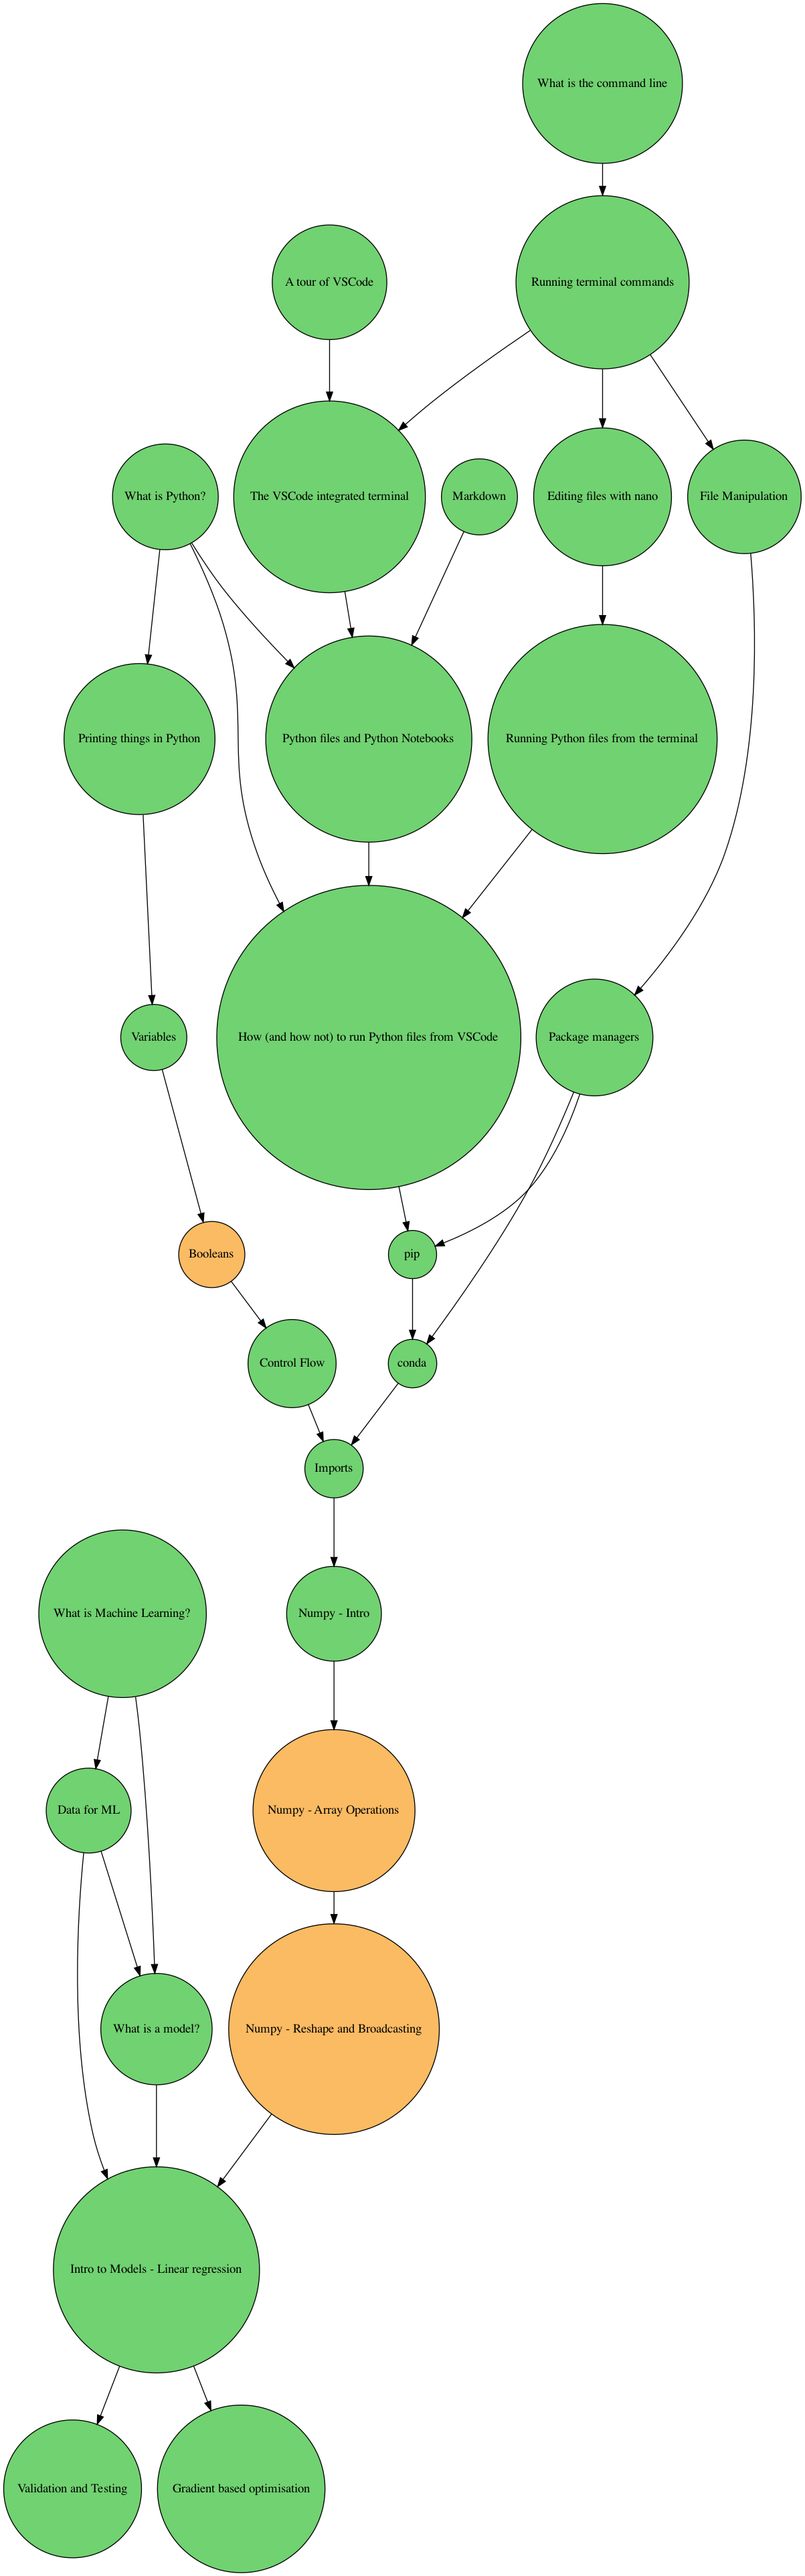 What is the command line
A tour of VSCode
Running terminal commands
What is Python?
The VSCode integrated terminal
Markdown
Editing files with nano
File Manipulation
Printing things in Python
Python files and Python Notebooks
Running Python files from the terminal
Variables
How (and how not) to run Python files from VSCode
Package managers
Booleans
pip
Control Flow
conda
Imports
What is Machine Learning?
Numpy - Intro
Data for ML
Numpy - Array Operations
What is a model?
Numpy - Reshape and Broadcasting
Intro to Models - Linear regression
Validation and Testing
Gradient based optimisation